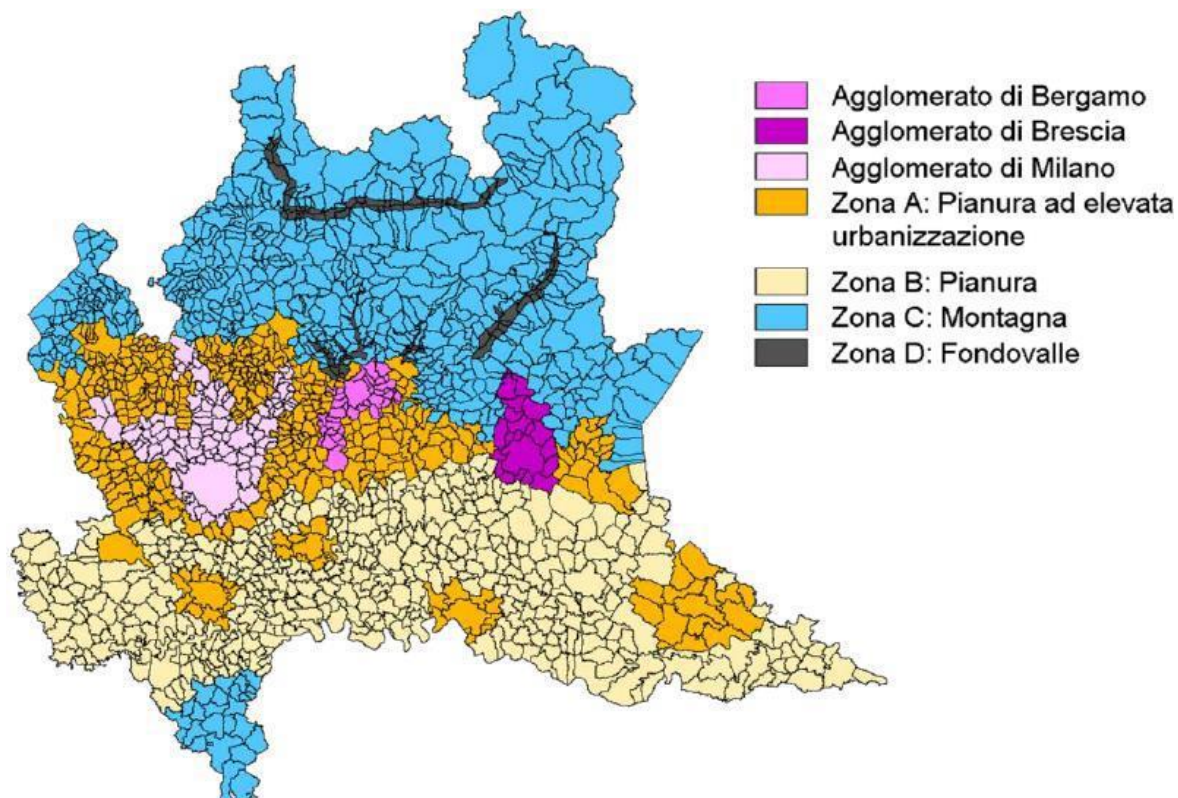 Agglomerato di Bergamo
Agglomerato di Brescia
Agglomerato di Milano
Zona A: Pianura ad elevata
urbanizzazione
Zona B: Pianura
Zona C: Montagna
Zona D: Fondovalle